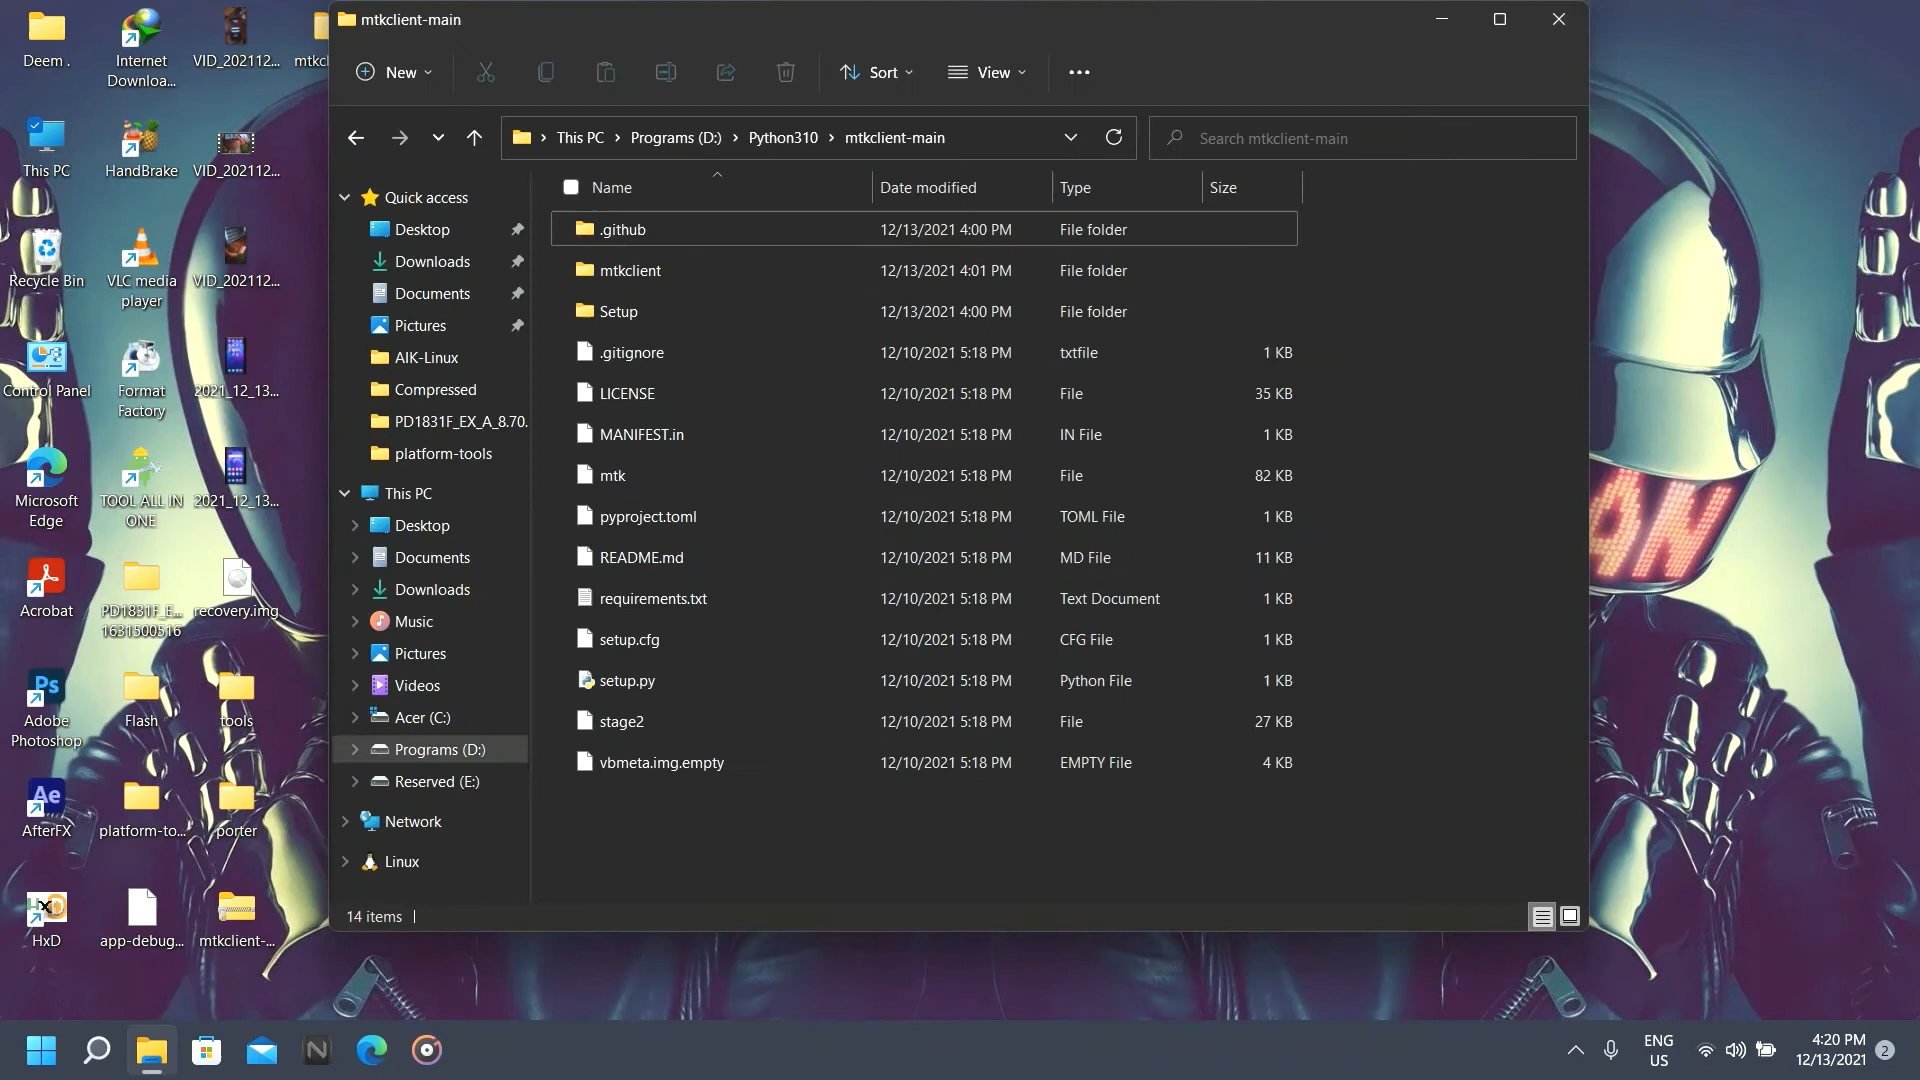 mtkclient-main
New
Sort
View
This PC
Programs (D:)
Python310
mtkclient-main
Search mtkclient-main
Name
Date modified
Type
Size
.github 12/13/2021 4:00 PM File folder
mtkclient 12/13/2021 4:01 PM File folder
Setup 12/13/2021 4:00 PM File folder
.gitignore 12/10/2021 5:18 PM txtfile 1 KB
LICENSE 12/10/2021 5:18 PM File 35 KB
MANIFEST.in 12/10/2021 5:18 PM IN File 1 KB
mtk 12/10/2021 5:18 PM File 82 KB
pyproject.toml 12/10/2021 5:18 PM TOML File 1 KB
README.md 12/10/2021 5:18 PM MD File 11 KB
requirements.txt 12/10/2021 5:18 PM Text Document 1 KB
setup.cfg 12/10/2021 5:18 PM CFG File 1 KB
setup.py 12/10/2021 5:18 PM Python File 1 KB
stage2 12/10/2021 5:18 PM File 27 KB
vbmeta.img.empty 12/10/2021 5:18 PM EMPTY File 4 KB
Quick access
Desktop
Downloads
Documents
Pictures
AIK-Linux
Compressed
PD1831F_EX_A_8.70.
platform-tools
This PC
Desktop
Documents
Downloads
Music
Pictures
Videos
Acer (C:)
Programs (D:)
Reserved (E:)
Network
Linux
14 items
Deem .
Internet
Downloa...
VID_202112...
mtkcl
This PC
HandBrake
VID_202112...
Recycle Bin
VLC media
player
VID_202112...
Control Panel
Format
Factory
2021_12_13...
Microsoft
Edge
TOOL ALL IN
ONE
2021_12_13...
Acrobat
PD1831F_E...
1631500516
recovery.img
Ps
Adobe
Photoshop
Flash
tools
Ae
AfterFX
platform-to...
porter
HxD
HxD
app-debug...
mtkclient-...
AN
N
ENG
US
4:20 PM
12/13/2021
2